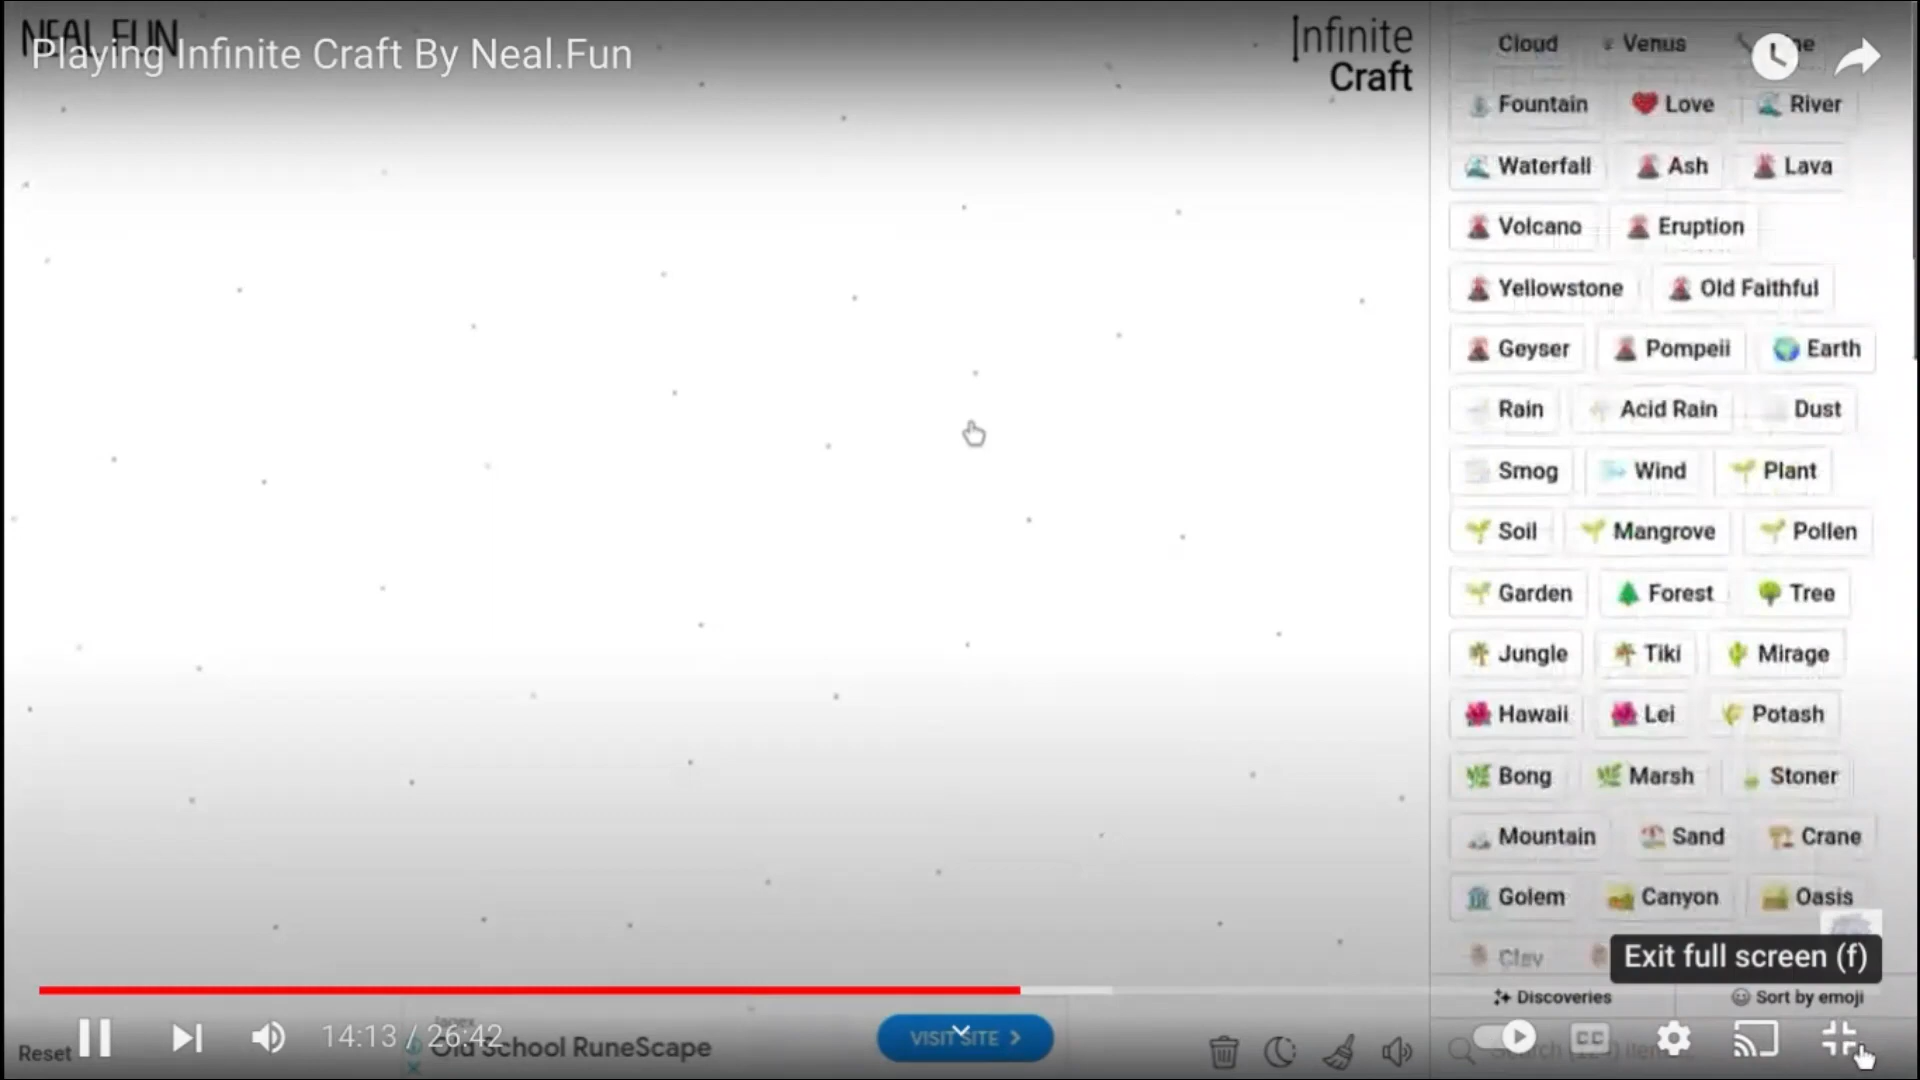 NEAL.FUN
Playing Infinite Craft By Neal.Fun
Infinite
Craft
Cloud Venus
Fountain Love River
Waterfall Ash Lava
Volcano Eruption
Yellowstone Old Faithful
Geyser Pompeii Earth
Rain Acid Rain Dust
Smog Wind Plant
Soil Mangrove Pollen
Garden Forest Tree
Jungle Tiki Mirage
Hawaii Lei Potash
Bong Marsh Stoner
Mountain Sand Crane
Golem Canyon Oasis
Clay
Exit full screen (f)
Discoveries Sort by emoji
Reset 14:13 / 26:42
Old School RuneScape
VISIT SITE
CC